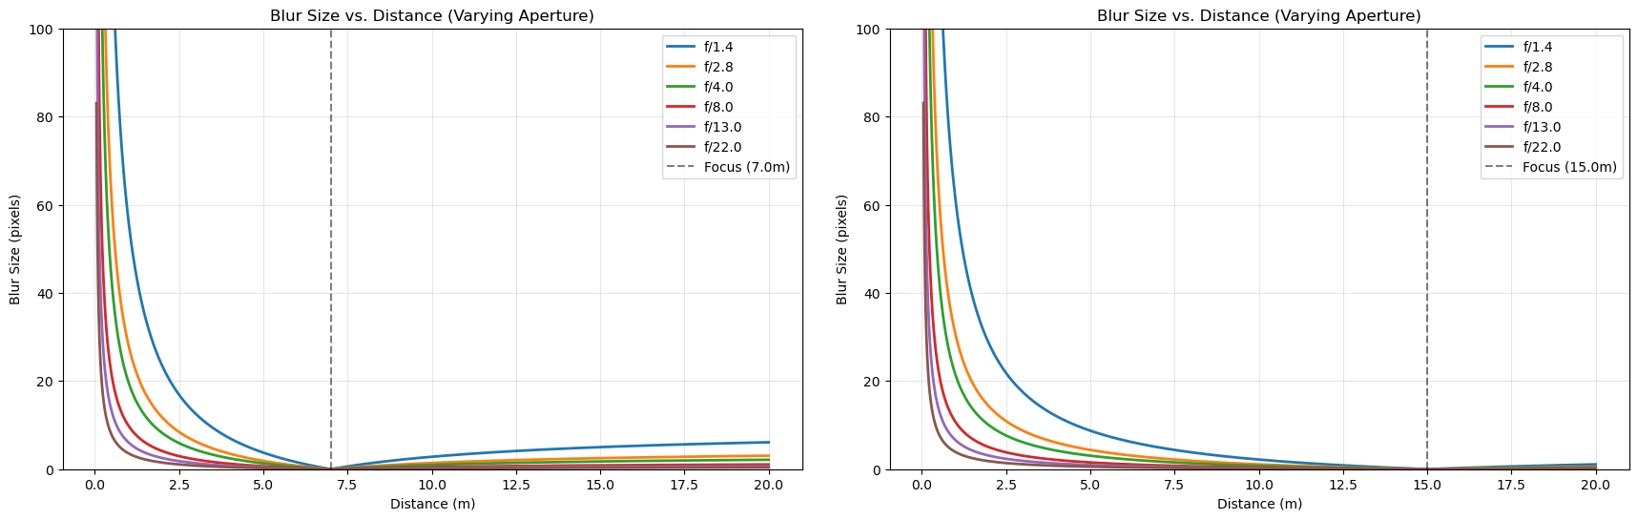 Blur Size vs. Distance (Varying Aperture)
Blur Size (pixels)
100
80
60
40
20
0
0.0 2.5 5.0 7.5 10.0 12.5 15.0 17.5 20.0
Distance (m)
f/1.4
f/2.8
f/4.0
f/8.0
f/13.0
f/22.0
Focus (7.0m)
Blur Size vs. Distance (Varying Aperture)
Blur Size (pixels)
100
80
60
40
20
0
0.0 2.5 5.0 7.5 10.0 12.5 15.0 17.5 20.0
Distance (m)
f/1.4
f/2.8
f/4.0
f/8.0
f/13.0
f/22.0
Focus (15.0m)